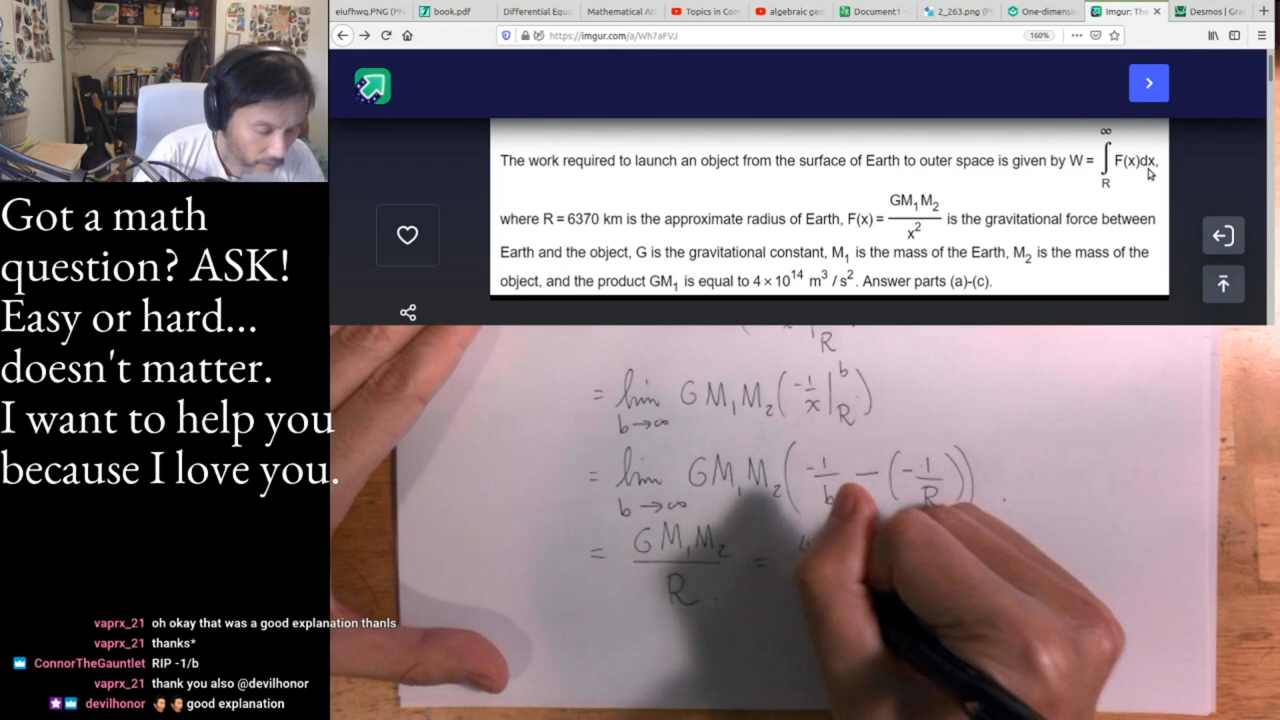 eiufhwq.PNG (P
book.pdf
Differential Equa
Mathematical At
Topics in Com
algebraic geo
Document1 -
2_263.png (P
One-dimensio
Imgur: The
Desmos | Gra
https://imgur.com/a/Wh7aFVJ
160%
The work required to launch an object from the surface of Earth to outer space is given by W = ∫_R^∞ F(x)dx,
where R = 6370 km is the approximate radius of Earth, F(x) = GM₁M₂ / x² is the gravitational force between
Earth and the object, G is the gravitational constant, M₁ is the mass of the Earth, M₂ is the mass of the
object, and the product GM₁ is equal to 4 × 10¹⁴ m³ / s². Answer parts (a)-(c).
Got a math
question? ASK!
Easy or hard...
doesn't matter.
I want to help you
because I love you.
R
= lim b→∞ GM₁M₂ (-1/x |_R^b)
= lim b→∞ GM₁M₂ (-1/b - (-1/R))
= GM₁M₂ / R = 4
vaprx_21 oh okay that was a good explanation thanls
vaprx_21 thanks*
ConnorTheGauntlet RIP -1/b
vaprx_21 thank you also @devilhonor
devilhonor good explanation